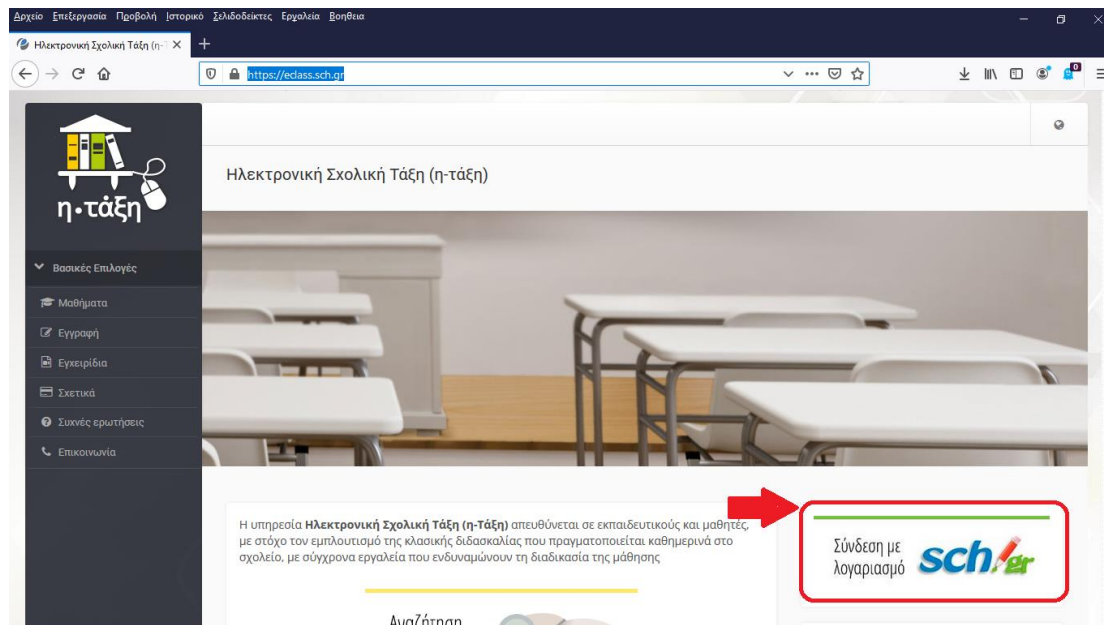 Αρχείο Επεξεργασία Προβολή Ιστορικό Σελιδοδείκτες Εργαλεία Βοήθεια
Ηλεκτρονική Σχολική Τάξη (η-Τ
https://eclass.sch.gr
0
η•τάξη
Ηλεκτρονική Σχολική Τάξη (η-τάξη)
Βασικές Επιλογές
Μαθήματα
Εγγραφή
Εγχειρίδια
Σχετικά
Συχνές ερωτήσεις
Επικοινωνία
Η υπηρεσία Ηλεκτρονική Σχολική Τάξη (η-Τάξη) απευθύνεται σε εκπαιδευτικούς και μαθητές,
με στόχο τον εμπλουτισμό της κλασικής διδασκαλίας που πραγματοποιείται καθημερινά στο
σχολείο, με σύγχρονα εργαλεία που ενδυναμώνουν τη διαδικασία της μάθησης
Αναζήτηση
Σύνδεση με
λογαριασμό
sch.gr